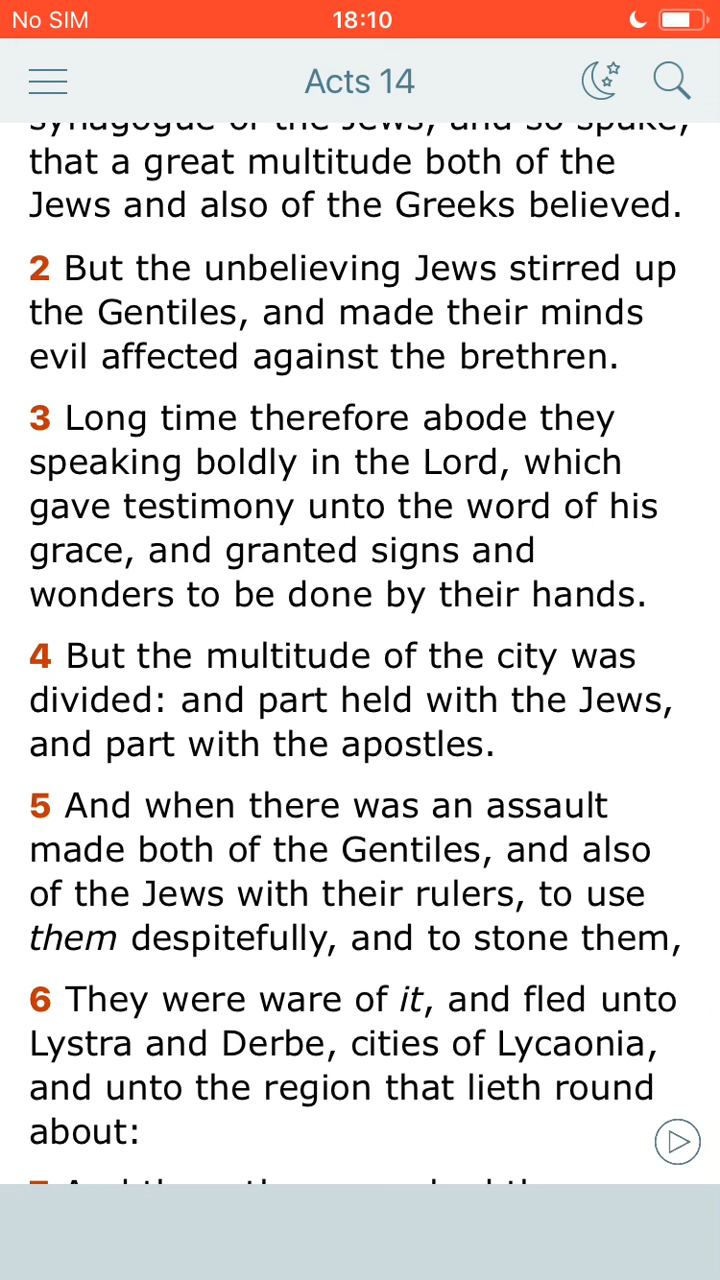 No SIM 18:10
Acts 14
synagogue of the Jews, and so spake,
that a great multitude both of the
Jews and also of the Greeks believed.
2 But the unbelieving Jews stirred up
the Gentiles, and made their minds
evil affected against the brethren.
3 Long time therefore abode they
speaking boldly in the Lord, which
gave testimony unto the word of his
grace, and granted signs and
wonders to be done by their hands.
4 But the multitude of the city was
divided: and part held with the Jews,
and part with the apostles.
5 And when there was an assault
made both of the Gentiles, and also
of the Jews with their rulers, to use
them despitefully, and to stone them,
6 They were ware of it, and fled unto
Lystra and Derbe, cities of Lycaonia,
and unto the region that lieth round
about: